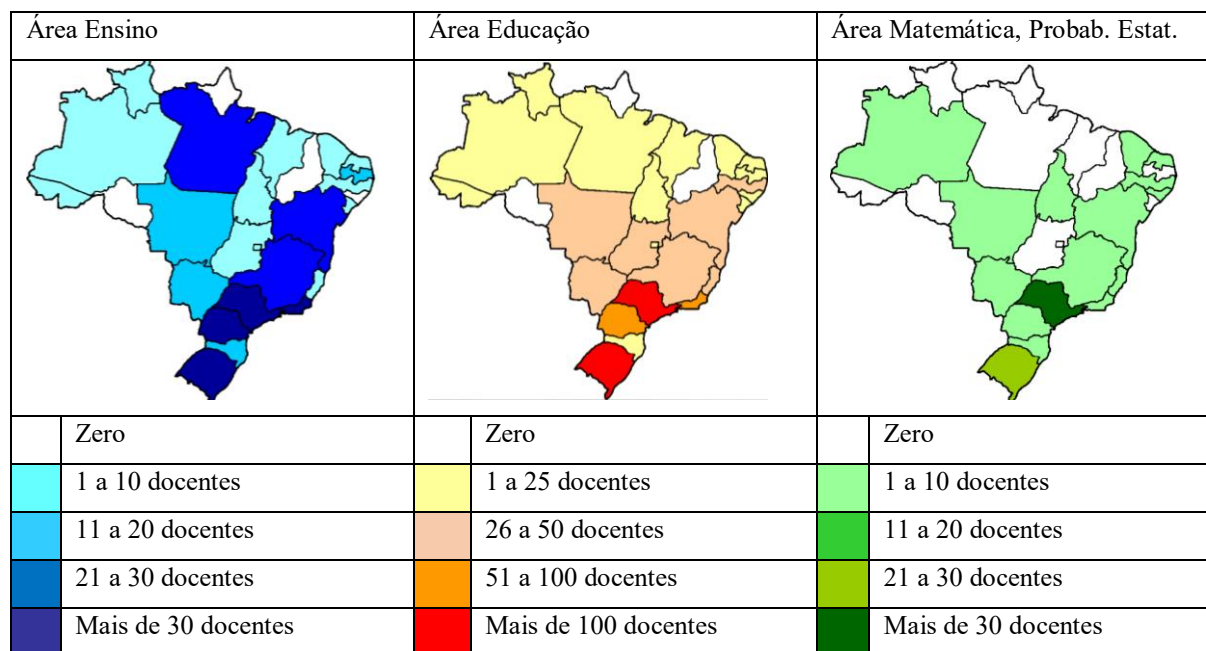 Área Ensino
Área Educação
Área Matemática, Probab. Estat.
Zero
Zero
Zero
1 a 10 docentes
1 a 25 docentes
1 a 10 docentes
11 a 20 docentes
26 a 50 docentes
11 a 20 docentes
21 a 30 docentes
51 a 100 docentes
21 a 30 docentes
Mais de 30 docentes
Mais de 100 docentes
Mais de 30 docentes